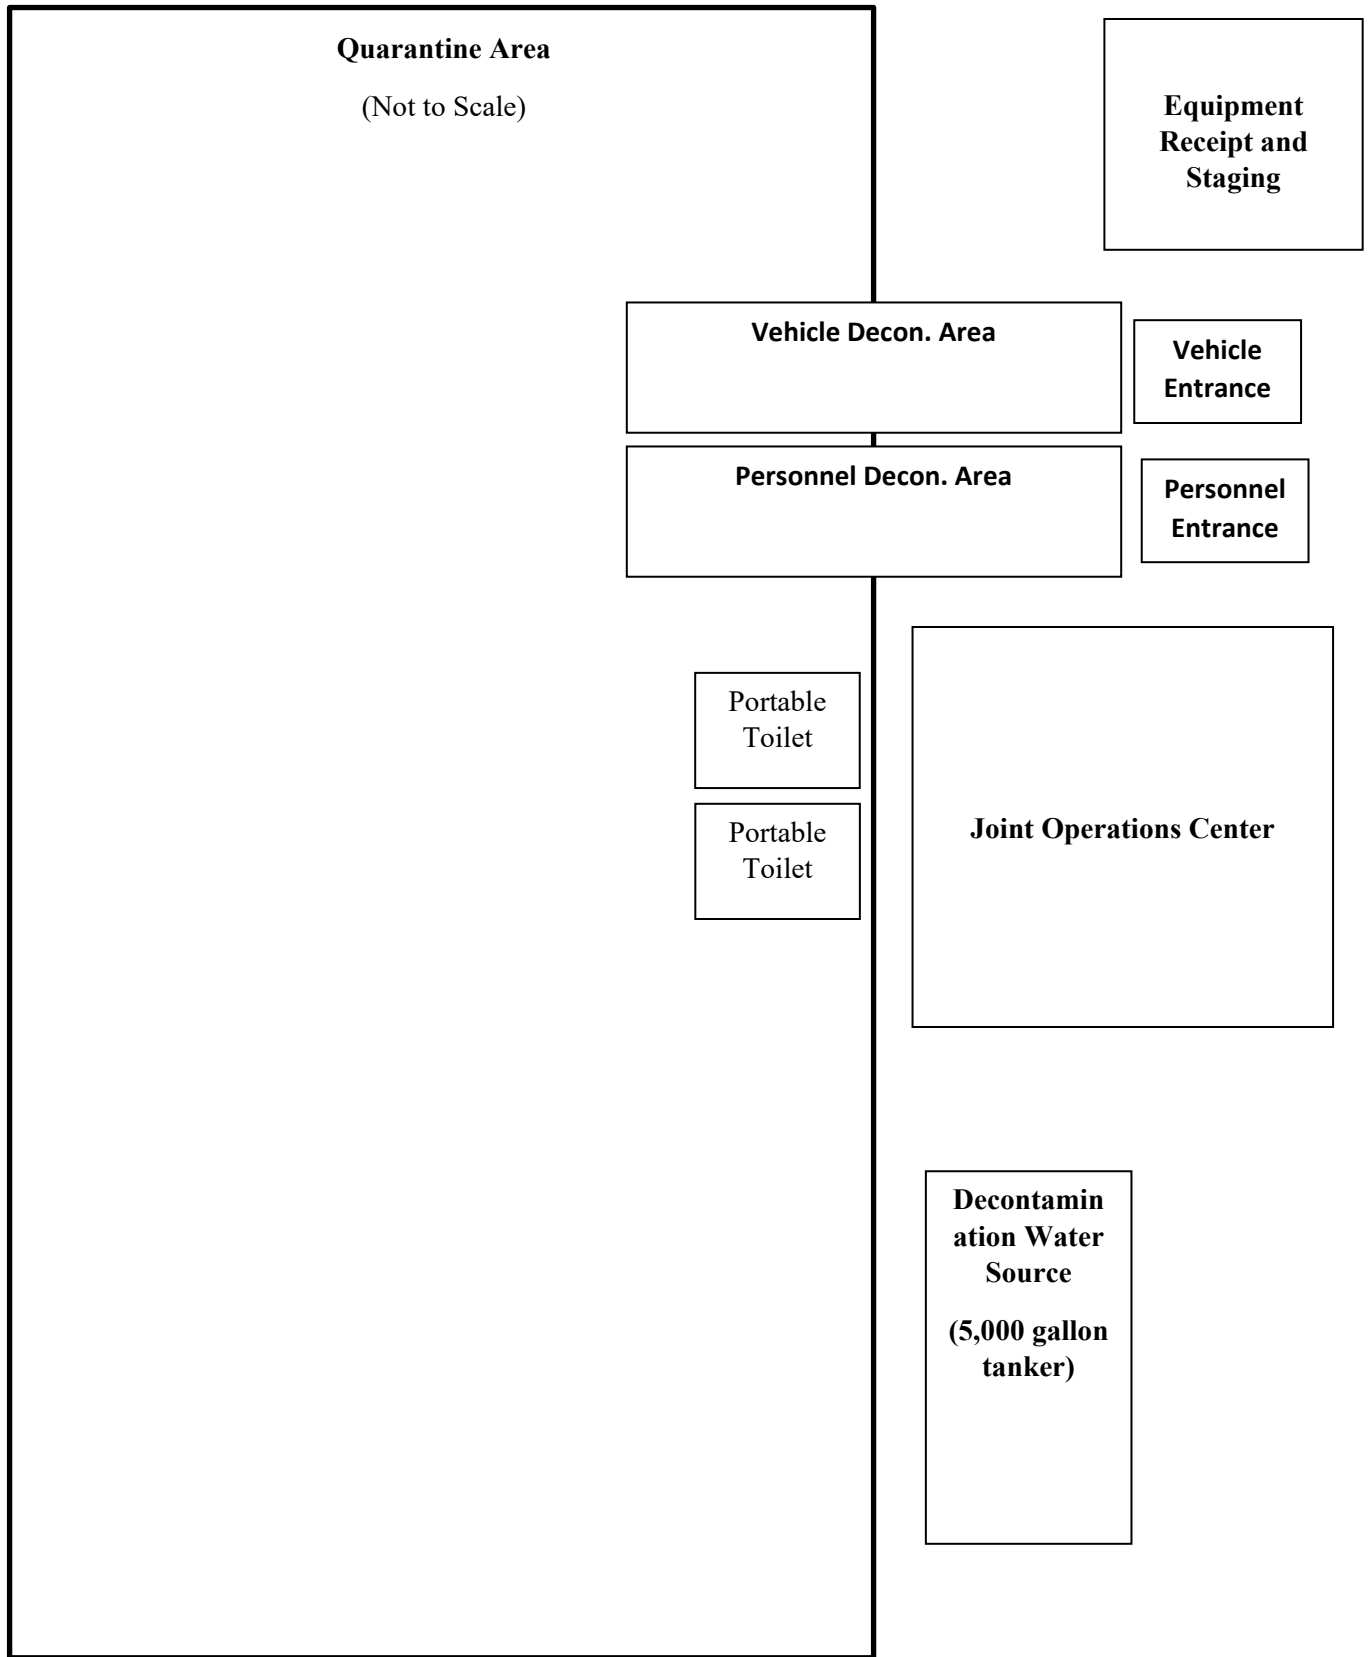 Quarantine Area
(Not to Scale)
Equipment
Receipt and
Staging
Vehicle Decon. Area
Vehicle
Entrance
Personnel Decon. Area
Personnel
Entrance
Portable
Toilet
Portable
Toilet
Joint Operations Center
Decontamin
ation Water
Source
(5,000 gallon
tanker)